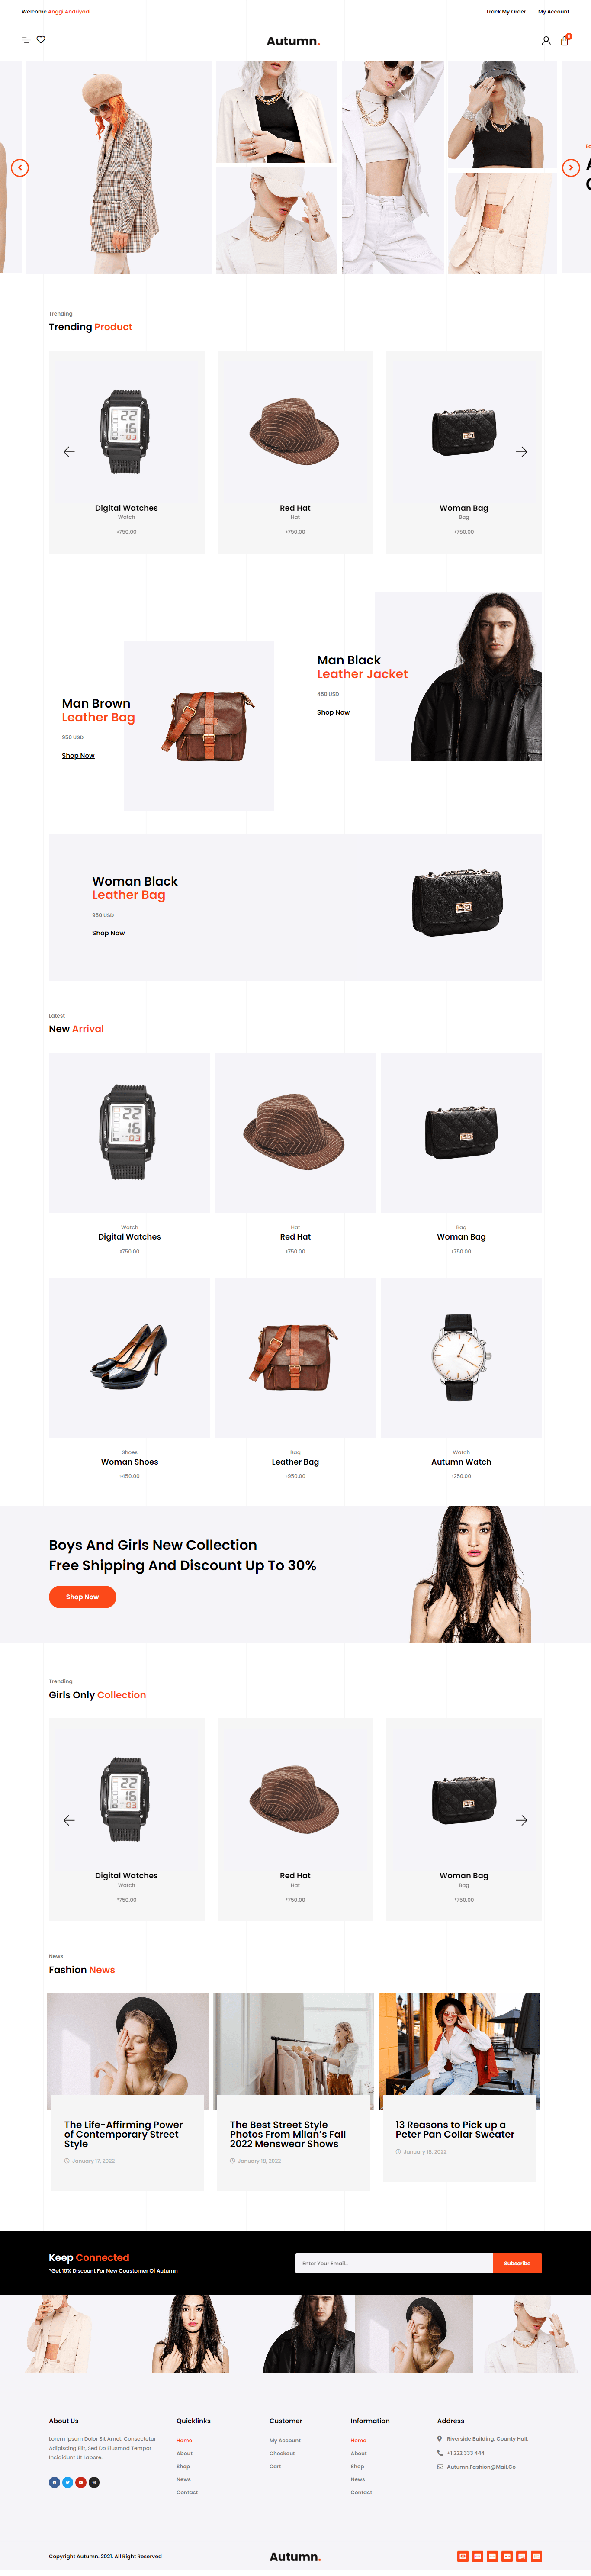 Welcome Anggi Andriyadi
Track My Order
My Account
Autumn.
Trending
Trending Product
Digital Watches
Watch
$750.00
Red Hat
Hat
$750.00
Woman Bag
Bag
$750.00
Man Black
Leather Jacket
450 USD
Shop Now
Man Brown
Leather Bag
950 USD
Shop Now
Woman Black
Leather Bag
950 USD
Shop Now
Latest
New Arrival
Watch
Digital Watches
$750.00
Hat
Red Hat
$750.00
Bag
Woman Bag
$750.00
Shoes
Woman Shoes
$450.00
Bag
Leather Bag
$950.00
Watch
Autumn Watch
$250.00
Boys And Girls New Collection
Free Shipping And Discount Up To 30%
Shop Now
Trending
Girls Only Collection
Digital Watches
Watch
$750.00
Red Hat
Hat
$750.00
Woman Bag
Bag
$750.00
News
Fashion News
The Life-Affirming Power
of Contemporary Street
Style
January 17, 2022
The Best Street Style
Photos From Milan's Fall
2022 Menswear Shows
January 18, 2022
13 Reasons to Pick up a
Peter Pan Collar Sweater
January 18, 2022
Keep Connected
*Get 10% Discount For New Coustomer Of Autumn
Enter Your Email..
Subscribe
About Us
Lorem Ipsum Dolor Sit Amet, Consectetur
Adipiscing Elit, Sed Do Eiusmod Tempor
Incididunt Ut Labore.
Quicklinks
Home
About
Shop
News
Contact
Customer
My Account
Checkout
Cart
Information
Home
About
Shop
News
Contact
Address
Riverside Building, County Hall,
+1 222 333 444
Autumn.Fashion@Mail.Co
Copyright Autumn. 2021. All Right Reserved
Autumn.